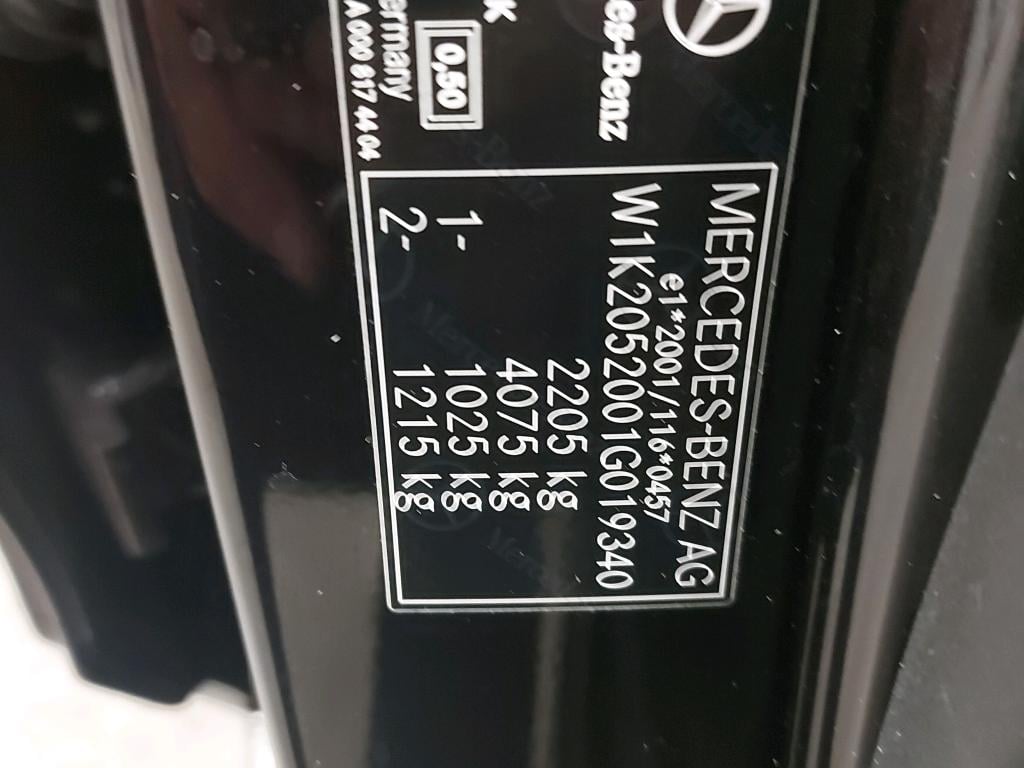 es-Benz
K
0,50
ermany
A 000 817 44 04
MERCEDES-BENZ AG
e1*2001/116*0457
W1K2052001G019340
2205 kg
4075 kg
1- 1025 kg
2- 1215 kg